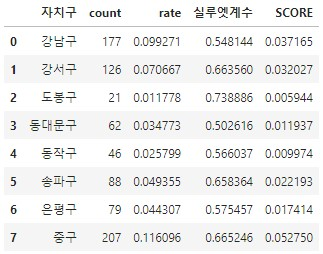 자치구 count rate 실루엣계수 SCORE
0 강남구 177 0.099271 0.548144 0.037165
1 강서구 126 0.070667 0.663560 0.032027
2 도봉구 21 0.011778 0.738886 0.005944
3 동대문구 62 0.034773 0.502616 0.011937
4 동작구 46 0.025799 0.566037 0.009974
5 송파구 88 0.049355 0.658364 0.022193
6 은평구 79 0.044307 0.575457 0.017414
7 중구 207 0.116096 0.665246 0.052750